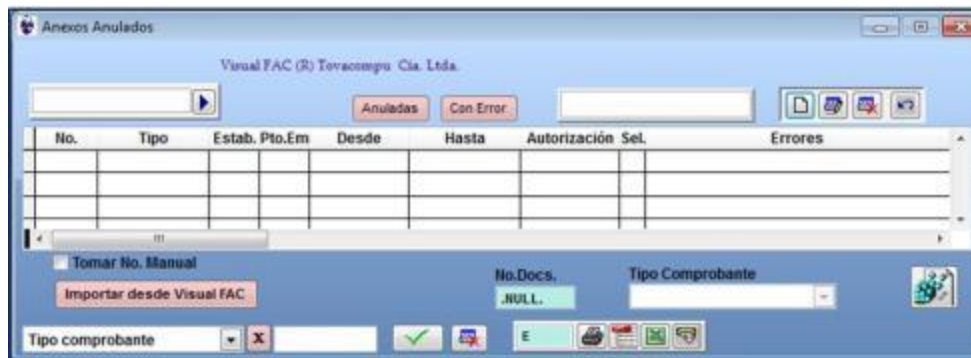 Anexos Anulados
Visual FAC (R) Tovacompu Cia. Ltda.
Anuladas Con Error
No. Tipo Estab. Pto.Em Desde Hasta Autorización Sel. Errores
Tomar No. Manual
No.Docs. Tipo Comprobante
Importar desde Visual FAC .NULL.
Tipo comprobante X E